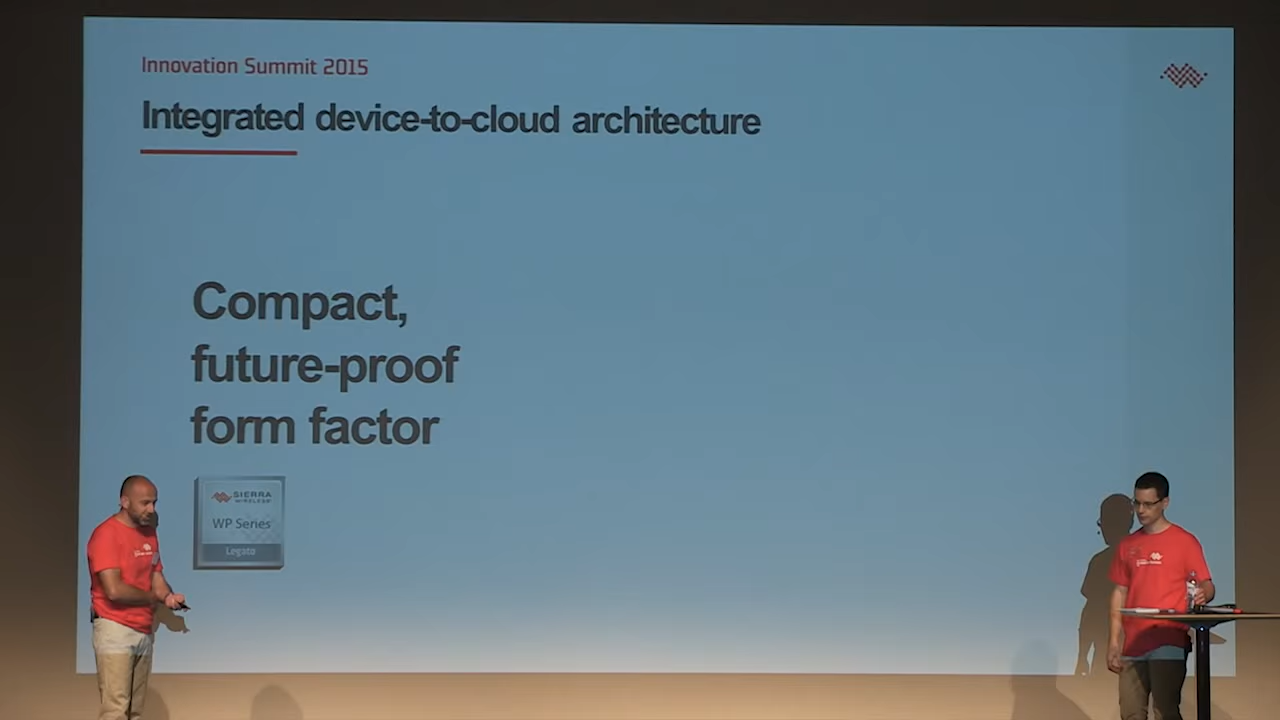 Innovation Summit 2015
Integrated device-to-cloud architecture
Compact,
future-proof
form factor
SIERRA
WIRELESS
WP Series
Legato